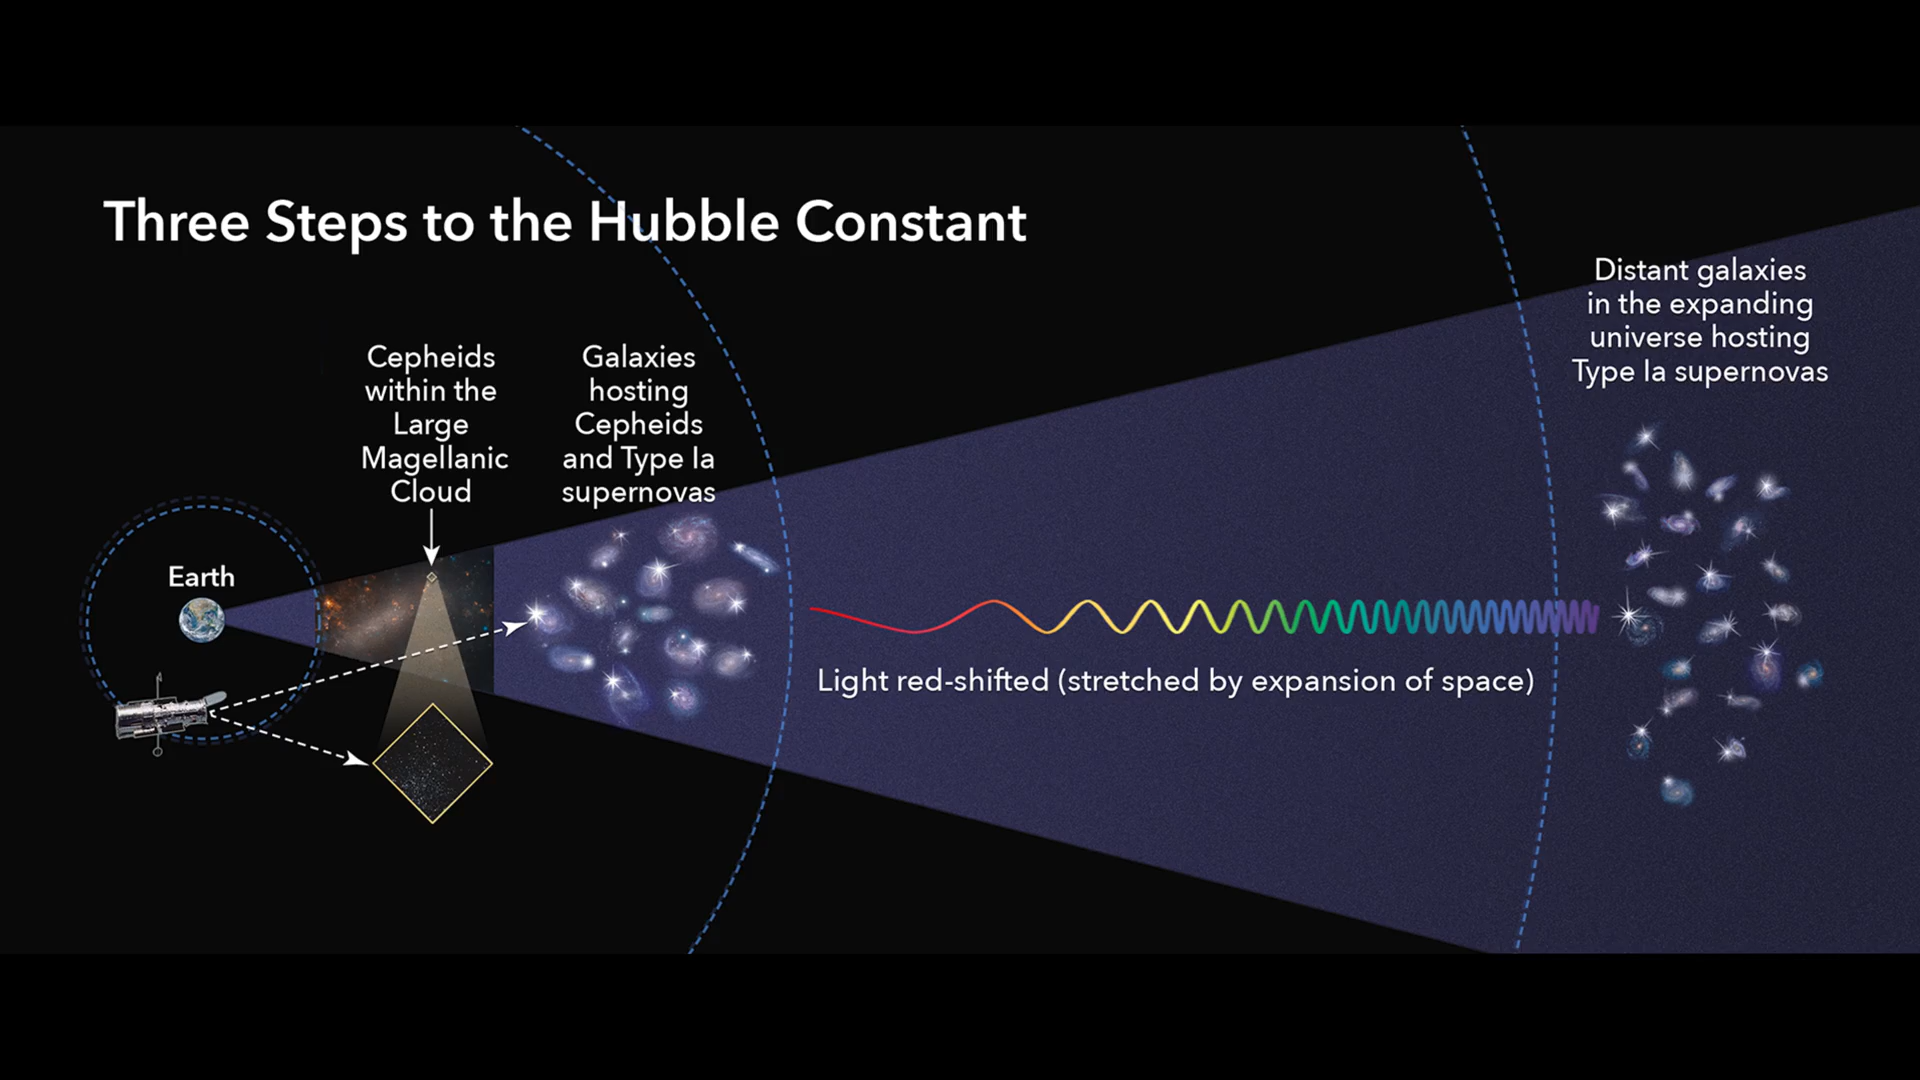 Three Steps to the Hubble Constant
Distant galaxies
in the expanding
universe hosting
Type Ia supernovas
Cepheids
within the
Large
Magellanic
Cloud
Galaxies
hosting
Cepheids
and Type Ia
supernovas
Earth
Light red-shifted (stretched by expansion of space)